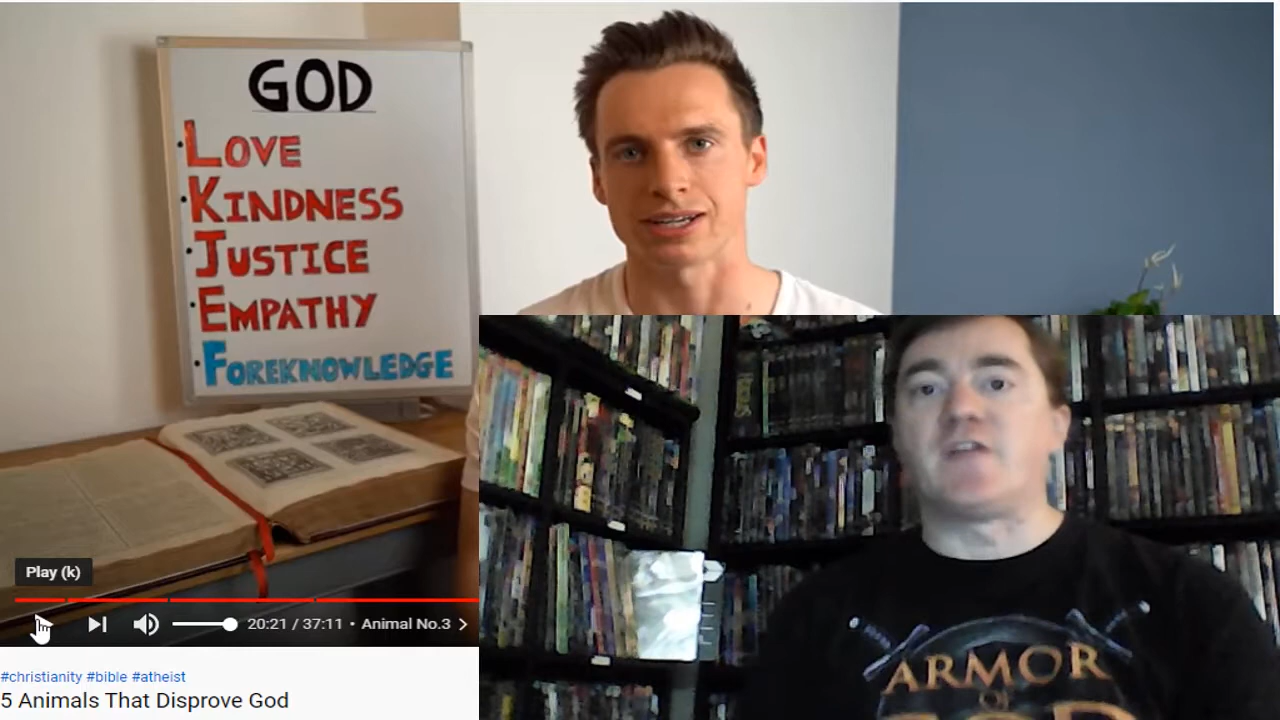 GOD
LOVE
KINDNESS
JUSTICE
EMPATHY
FOREKNOWLEDGE
Play (k)
20:21 / 37:11 • Animal No.3
#christianity #bible #atheist
5 Animals That Disprove God
ARMOR
OF
GOD